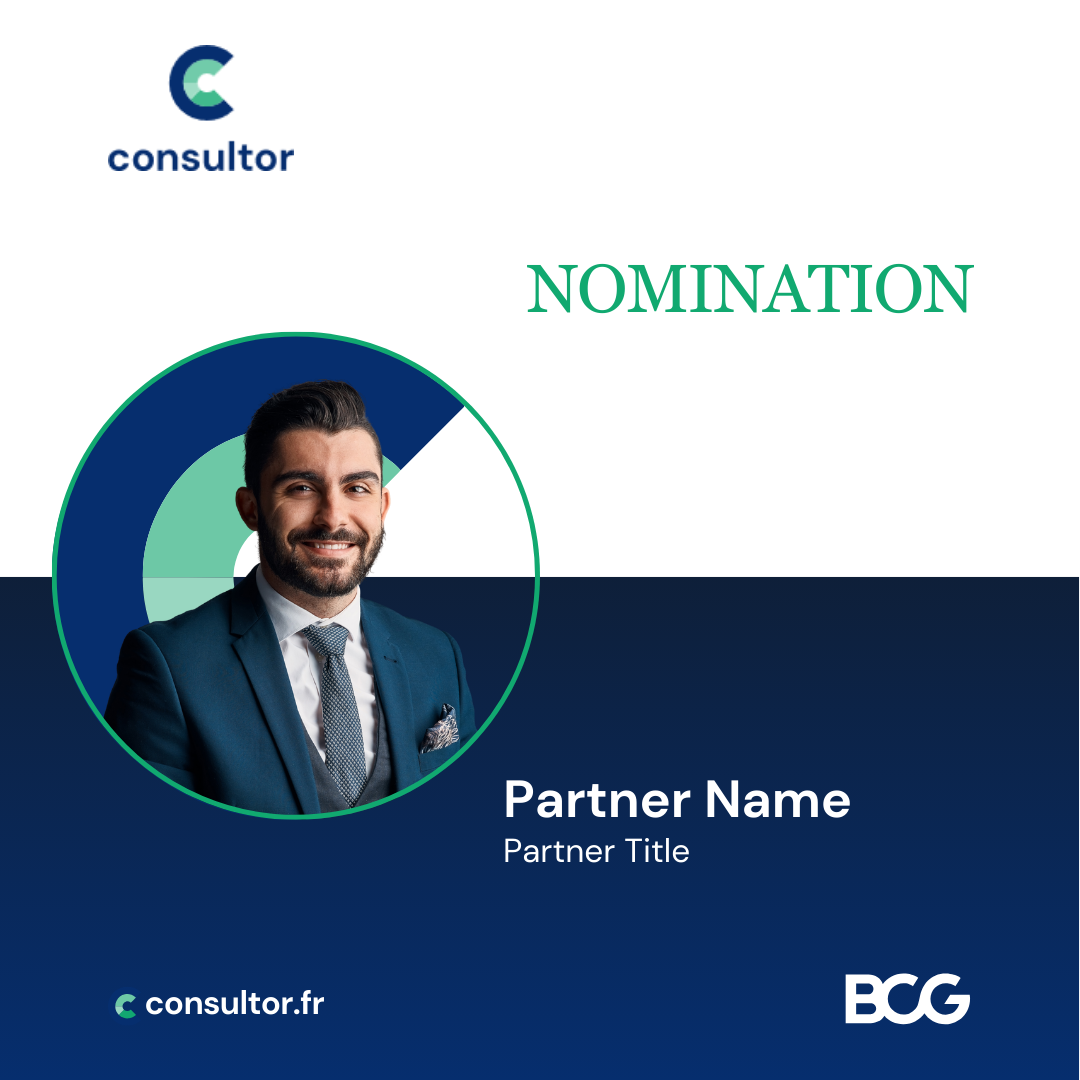 consultor
NOMINATION
Partner Name
Partner Title
consultor.fr
BCG